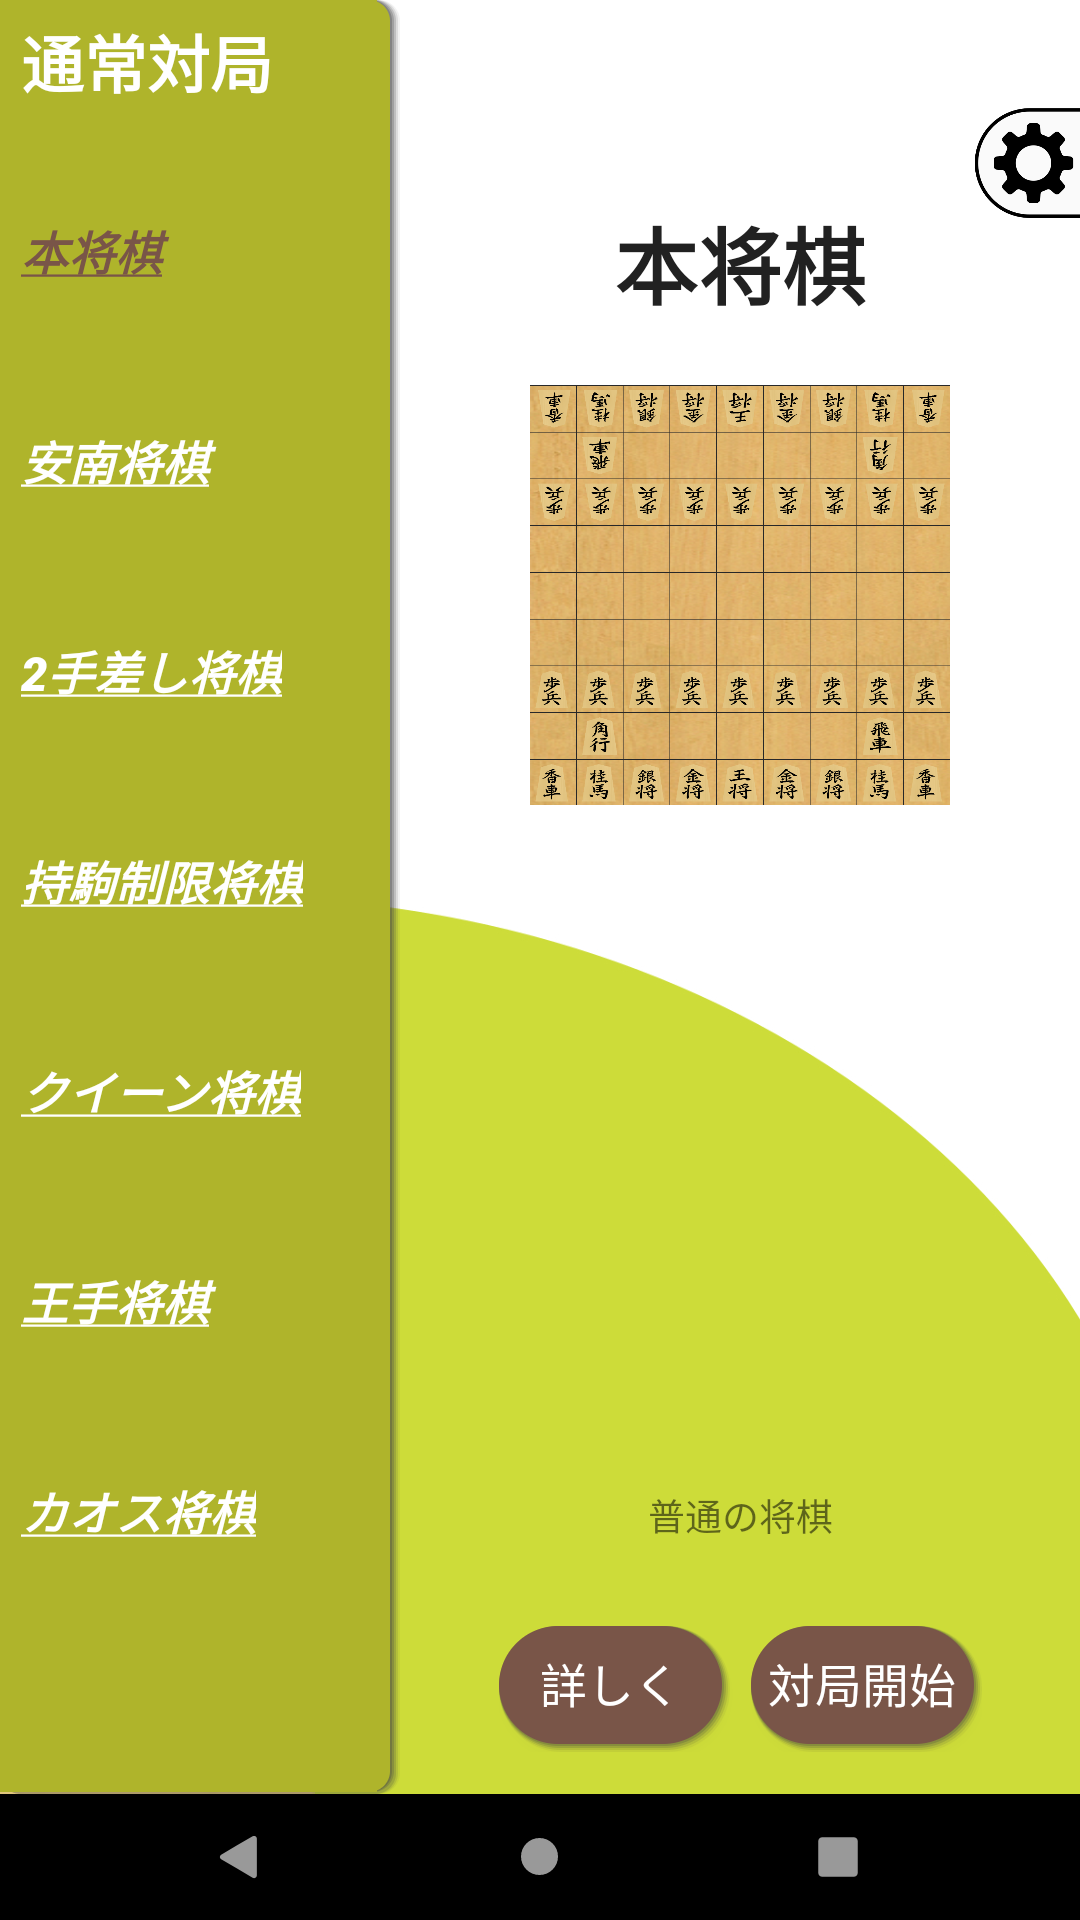 通常対局
本将棋
安南将棋
2手差し将棋
持駒制限将棋
クイーン将棋
王手将棋
カオス将棋
本将棋
香車 桂馬 銀将 金将 王将 金将 銀将 桂馬 香車
飛車 角行
歩兵 歩兵 歩兵 歩兵 歩兵 歩兵 歩兵 歩兵 歩兵
歩兵 歩兵 歩兵 歩兵 歩兵 歩兵 歩兵 歩兵 歩兵
角行 飛車
香車 桂馬 銀将 金将 王将 金将 銀将 桂馬 香車
普通の将棋
詳しく
対局開始